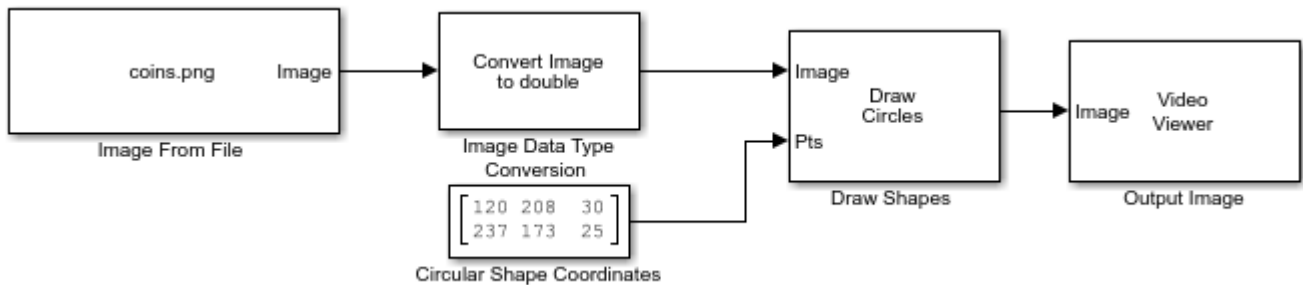 coins.png
Image
Image From File
Convert Image
to double
Image Data Type
Conversion
120 208 30
237 173 25
Circular Shape Coordinates
Image
Draw
Circles
Pts
Draw Shapes
Image
Video
Viewer
Output Image